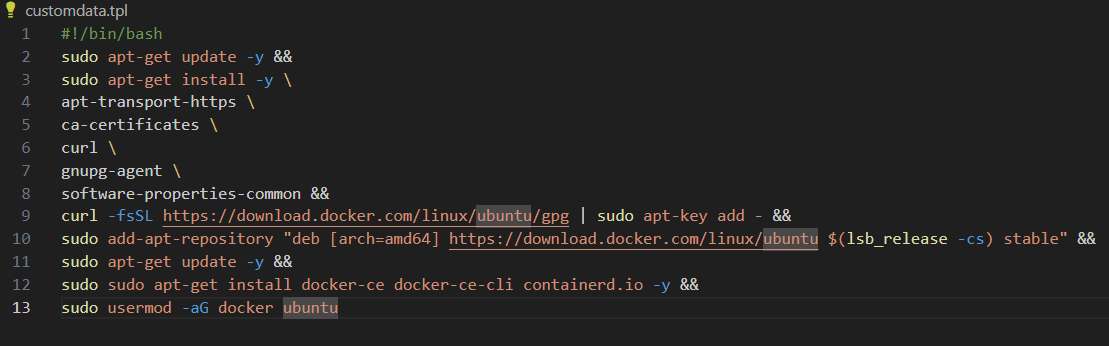 customdata.tpl
1 #!/bin/bash
2 sudo apt-get update -y &&
3 sudo apt-get install -y \
4 apt-transport-https \
5 ca-certificates \
6 curl \
7 gnupg-agent \
8 software-properties-common &&
9 curl -fsSL https://download.docker.com/linux/ubuntu/gpg | sudo apt-key add - &&
10 sudo add-apt-repository "deb [arch=amd64] https://download.docker.com/linux/ubuntu $(lsb_release -cs) stable" &&
11 sudo apt-get update -y &&
12 sudo sudo apt-get install docker-ce docker-ce-cli containerd.io -y &&
13 sudo usermod -aG docker ubuntu